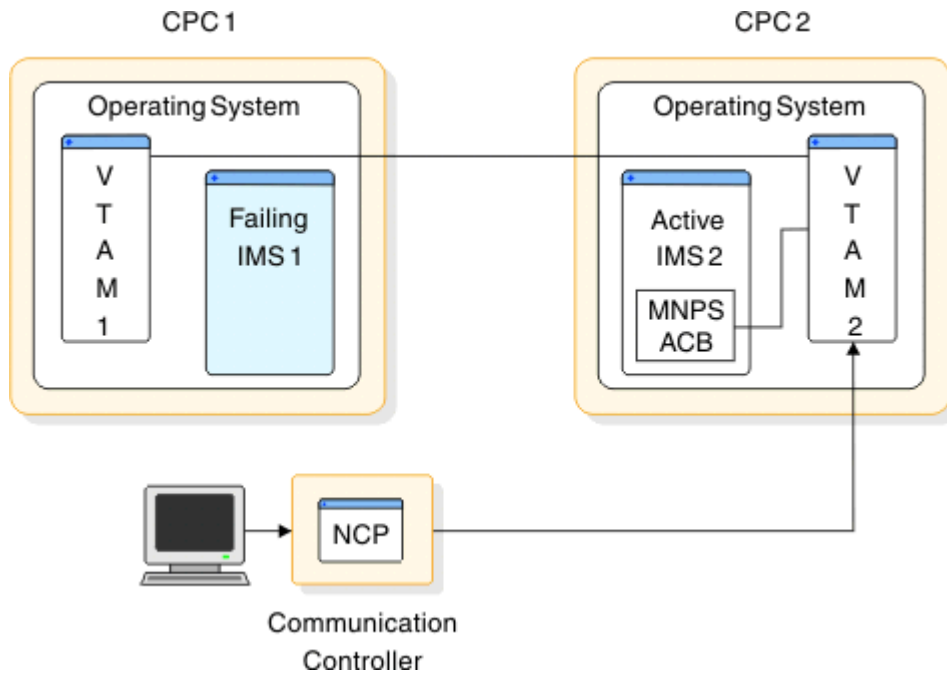 CPC 1
CPC 2
Operating System
V
T
A
M
1
Failing
IMS 1
Operating System
Active
IMS 2
MNPS
ACB
V
T
A
M
2
NCP
Communication
Controller